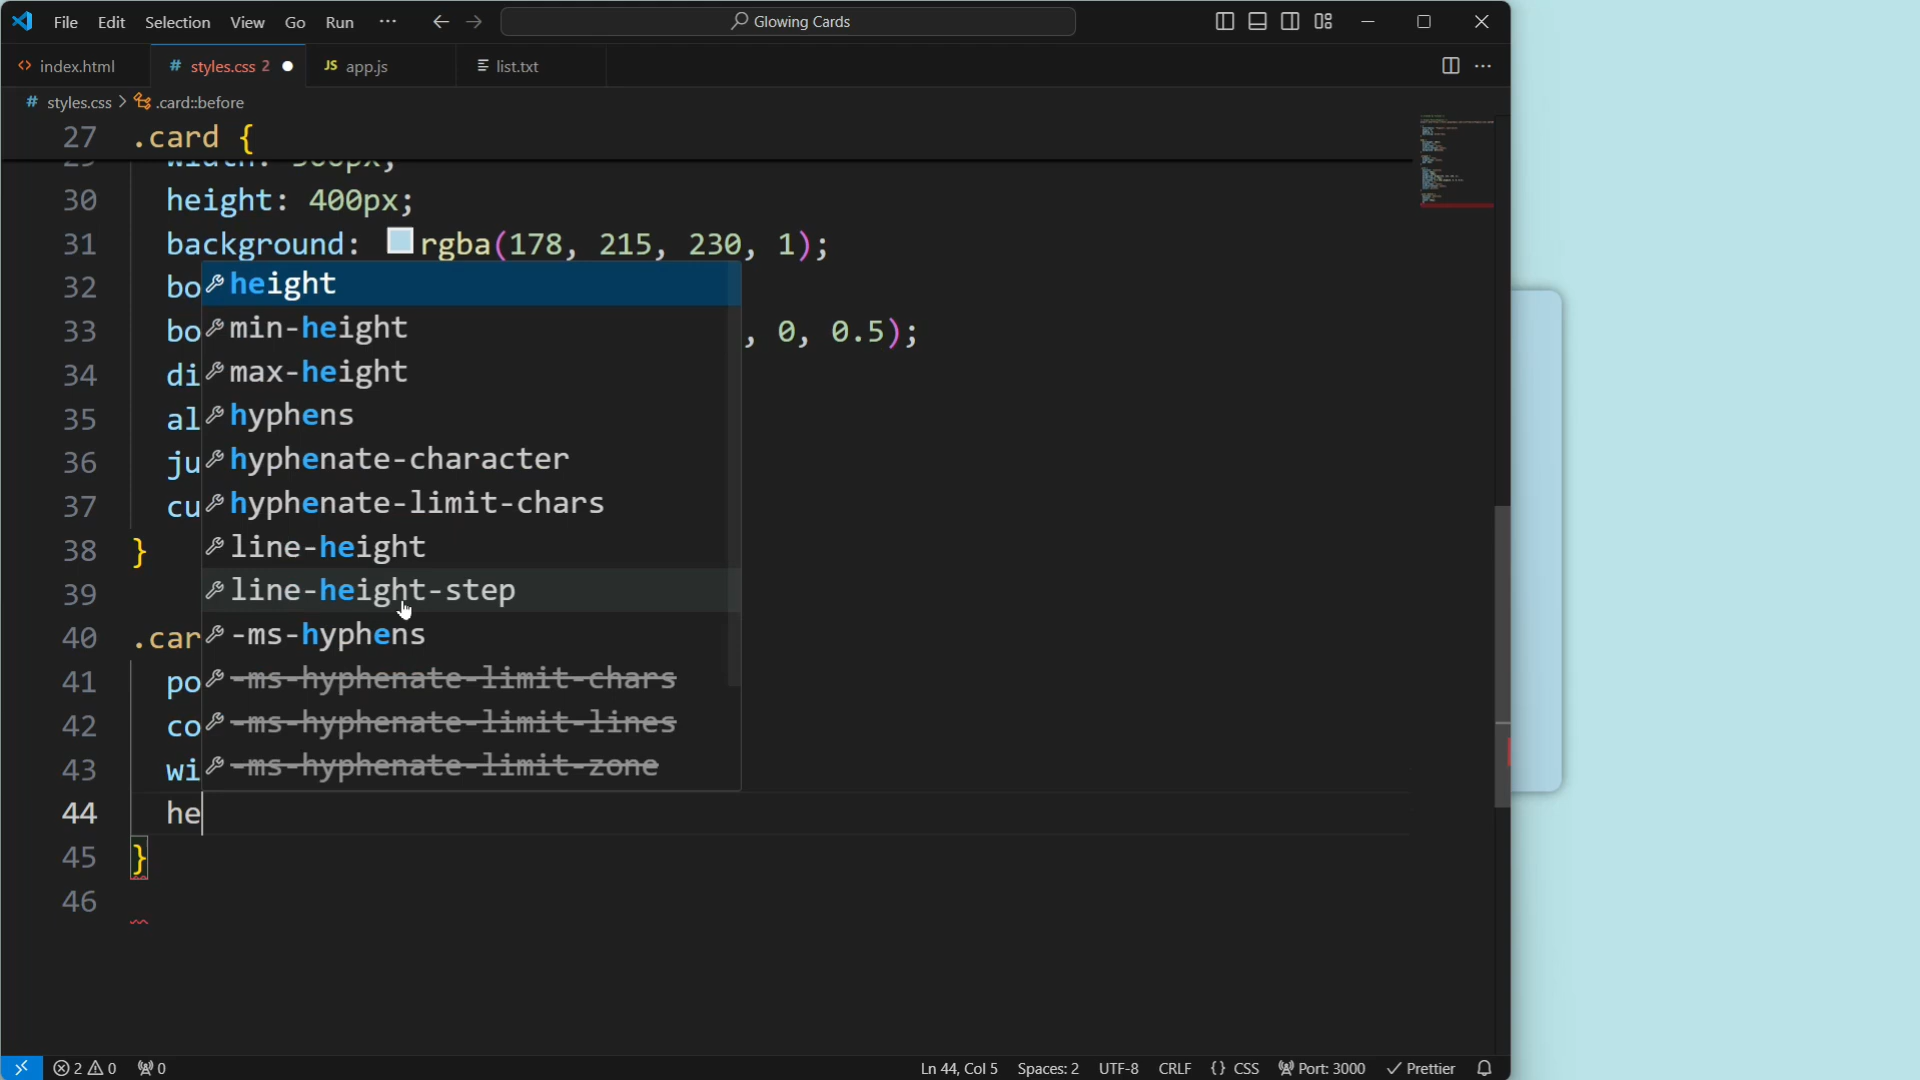 File Edit Selection View Go Run ··· Glowing Cards
index.html # styles.css 2 JS app.js list.txt
# styles.css > .card::before
27 .card {
30 height: 400px;
31 background: rgba(178, 215, 230, 1);
32 bo
33 bo , 0, 0.5);
34 di
35 al
36 ju
37 cu
38 }
39
40 .car
41 po
42 co
43 wi
44 he
45 }
46
height
min-height
max-height
hyphens
hyphenate-character
hyphenate-limit-chars
line-height
line-height-step
-ms-hyphens
-ms-hyphenate-limit-chars
-ms-hyphenate-limit-lines
-ms-hyphenate-limit-zone
2 0 0 Ln 44, Col 5 Spaces: 2 UTF-8 CRLF {} CSS Port: 3000 Prettier